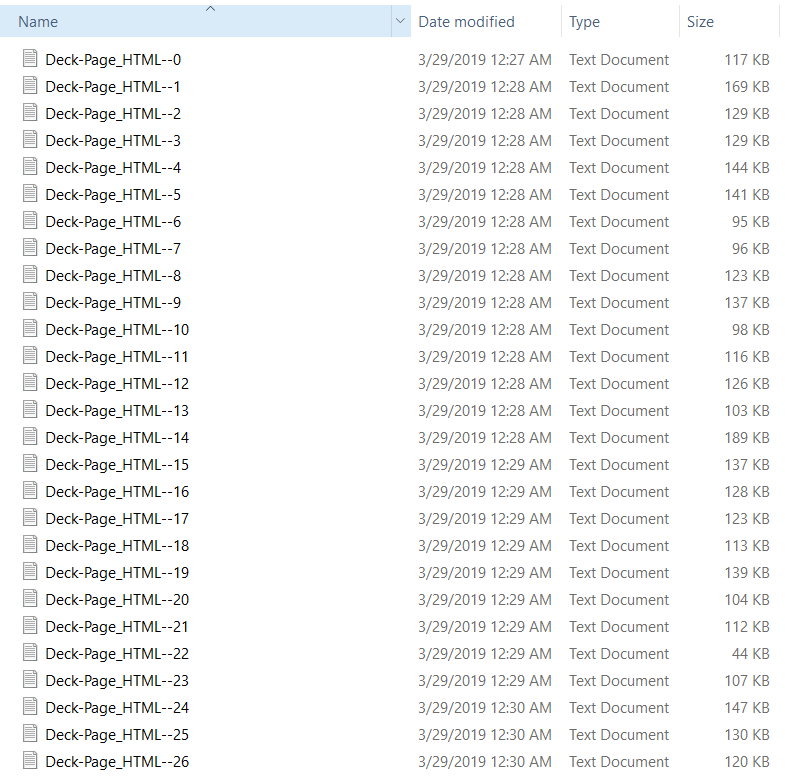 Name Date modified Type Size
Deck-Page_HTML--0 3/29/2019 12:27 AM Text Document 117 KB
Deck-Page_HTML--1 3/29/2019 12:28 AM Text Document 169 KB
Deck-Page_HTML--2 3/29/2019 12:28 AM Text Document 129 KB
Deck-Page_HTML--3 3/29/2019 12:28 AM Text Document 129 KB
Deck-Page_HTML--4 3/29/2019 12:28 AM Text Document 144 KB
Deck-Page_HTML--5 3/29/2019 12:28 AM Text Document 141 KB
Deck-Page_HTML--6 3/29/2019 12:28 AM Text Document 95 KB
Deck-Page_HTML--7 3/29/2019 12:28 AM Text Document 96 KB
Deck-Page_HTML--8 3/29/2019 12:28 AM Text Document 123 KB
Deck-Page_HTML--9 3/29/2019 12:28 AM Text Document 137 KB
Deck-Page_HTML--10 3/29/2019 12:28 AM Text Document 98 KB
Deck-Page_HTML--11 3/29/2019 12:28 AM Text Document 116 KB
Deck-Page_HTML--12 3/29/2019 12:28 AM Text Document 126 KB
Deck-Page_HTML--13 3/29/2019 12:28 AM Text Document 103 KB
Deck-Page_HTML--14 3/29/2019 12:28 AM Text Document 189 KB
Deck-Page_HTML--15 3/29/2019 12:29 AM Text Document 137 KB
Deck-Page_HTML--16 3/29/2019 12:29 AM Text Document 128 KB
Deck-Page_HTML--17 3/29/2019 12:29 AM Text Document 123 KB
Deck-Page_HTML--18 3/29/2019 12:29 AM Text Document 113 KB
Deck-Page_HTML--19 3/29/2019 12:29 AM Text Document 139 KB
Deck-Page_HTML--20 3/29/2019 12:29 AM Text Document 104 KB
Deck-Page_HTML--21 3/29/2019 12:29 AM Text Document 112 KB
Deck-Page_HTML--22 3/29/2019 12:29 AM Text Document 44 KB
Deck-Page_HTML--23 3/29/2019 12:29 AM Text Document 107 KB
Deck-Page_HTML--24 3/29/2019 12:30 AM Text Document 147 KB
Deck-Page_HTML--25 3/29/2019 12:30 AM Text Document 130 KB
Deck-Page_HTML--26 3/29/2019 12:30 AM Text Document 120 KB